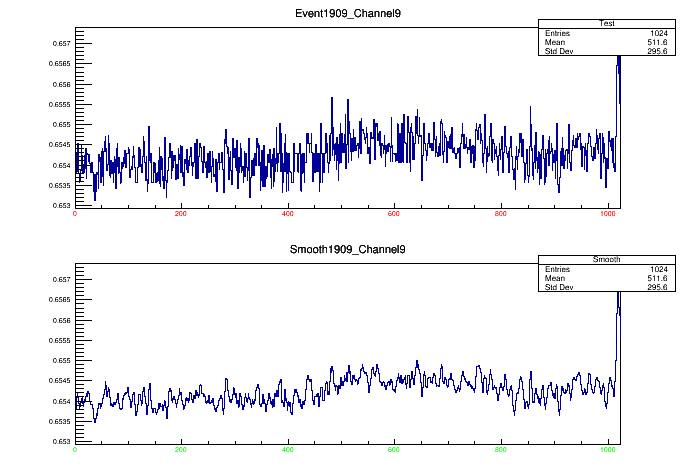 Event1909_Channel9
Test
Entries 1024
Mean 511.6
Std Dev 295.6
0.657
0.6565
0.656
0.6555
0.655
0.6545
0.654
0.6535
0.653
0 200 400 600 800 1000
Smooth1909_Channel9
Smooth
Entries 1024
Mean 511.6
Std Dev 295.6
0.657
0.6565
0.656
0.6555
0.655
0.6545
0.654
0.6535
0.653
0 200 400 600 800 1000